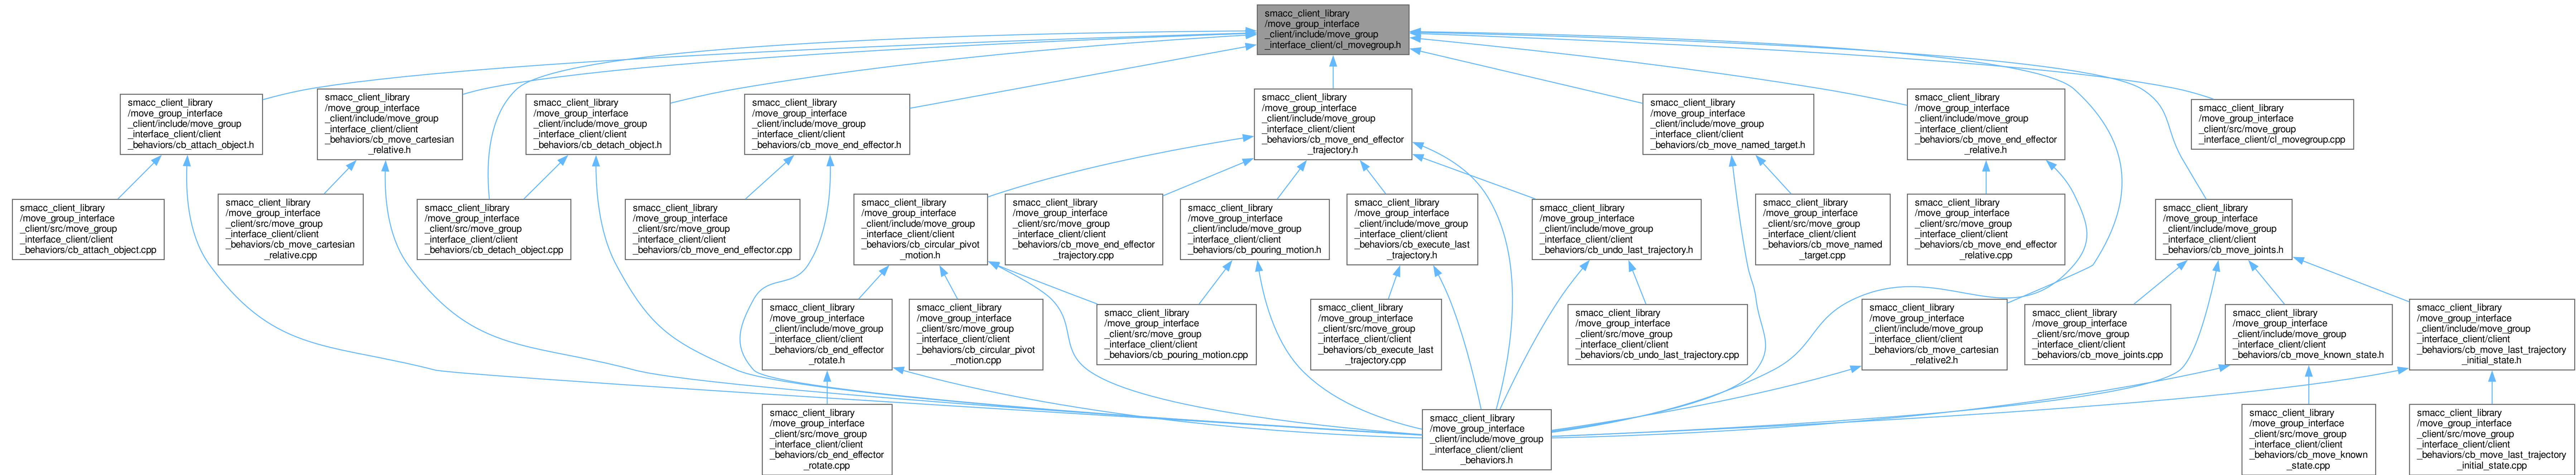 smacc_client_library
/move_group_interface
_client/include/move_group
_interface_client/cl_movegroup.h
smacc_client_library
/move_group_interface
_client/include/move_group
_interface_client/client
_behaviors/cb_attach_object.h
smacc_client_library
/move_group_interface
_client/include/move_group
_interface_client/client
_behaviors/cb_move_cartesian
_relative.h
smacc_client_library
/move_group_interface
_client/include/move_group
_interface_client/client
_behaviors/cb_detach_object.h
smacc_client_library
/move_group_interface
_client/include/move_group
_interface_client/client
_behaviors/cb_move_end_effector.h
smacc_client_library
/move_group_interface
_client/include/move_group
_interface_client/client
_behaviors/cb_move_end_effector
_trajectory.h
smacc_client_library
/move_group_interface
_client/include/move_group
_interface_client/client
_behaviors/cb_move_named_target.h
smacc_client_library
/move_group_interface
_client/include/move_group
_interface_client/client
_behaviors/cb_move_end_effector
_relative.h
smacc_client_library
/move_group_interface
_client/src/move_group
_interface_client/cl_movegroup.cpp
smacc_client_library
/move_group_interface
_client/src/move_group
_interface_client/client
_behaviors/cb_attach_object.cpp
smacc_client_library
/move_group_interface
_client/src/move_group
_interface_client/client
_behaviors/cb_move_cartesian
_relative.cpp
smacc_client_library
/move_group_interface
_client/src/move_group
_interface_client/client
_behaviors/cb_detach_object.cpp
smacc_client_library
/move_group_interface
_client/src/move_group
_interface_client/client
_behaviors/cb_move_end_effector.cpp
smacc_client_library
/move_group_interface
_client/include/move_group
_interface_client/client
_behaviors/cb_circular_pivot
_motion.h
smacc_client_library
/move_group_interface
_client/src/move_group
_interface_client/client
_behaviors/cb_move_end_effector
_trajectory.cpp
smacc_client_library
/move_group_interface
_client/include/move_group
_interface_client/client
_behaviors/cb_pouring_motion.h
smacc_client_library
/move_group_interface
_client/include/move_group
_interface_client/client
_behaviors/cb_execute_last
_trajectory.h
smacc_client_library
/move_group_interface
_client/include/move_group
_interface_client/client
_behaviors/cb_undo_last_trajectory.h
smacc_client_library
/move_group_interface
_client/src/move_group
_interface_client/client
_behaviors/cb_move_named
_target.cpp
smacc_client_library
/move_group_interface
_client/src/move_group
_interface_client/client
_behaviors/cb_move_end_effector
_relative.cpp
smacc_client_library
/move_group_interface
_client/include/move_group
_interface_client/client
_behaviors/cb_move_joints.h
smacc_client_library
/move_group_interface
_client/include/move_group
_interface_client/client
_behaviors/cb_end_effector
_rotate.h
smacc_client_library
/move_group_interface
_client/src/move_group
_interface_client/client
_behaviors/cb_circular_pivot
_motion.cpp
smacc_client_library
/move_group_interface
_client/src/move_group
_interface_client/client
_behaviors/cb_pouring_motion.cpp
smacc_client_library
/move_group_interface
_client/src/move_group
_interface_client/client
_behaviors/cb_execute_last
_trajectory.cpp
smacc_client_library
/move_group_interface
_client/src/move_group
_interface_client/client
_behaviors/cb_undo_last_trajectory.cpp
smacc_client_library
/move_group_interface
_client/include/move_group
_interface_client/client
_behaviors/cb_move_cartesian
_relative2.h
smacc_client_library
/move_group_interface
_client/src/move_group
_interface_client/client
_behaviors/cb_move_joints.cpp
smacc_client_library
/move_group_interface
_client/include/move_group
_interface_client/client
_behaviors/cb_move_known_state.h
smacc_client_library
/move_group_interface
_client/include/move_group
_interface_client/client
_behaviors/cb_move_last_trajectory
_initial_state.h
smacc_client_library
/move_group_interface
_client/src/move_group
_interface_client/client
_behaviors/cb_end_effector
_rotate.cpp
smacc_client_library
/move_group_interface
_client/include/move_group
_interface_client/client
_behaviors.h
smacc_client_library
/move_group_interface
_client/src/move_group
_interface_client/client
_behaviors/cb_move_known
_state.cpp
smacc_client_library
/move_group_interface
_client/src/move_group
_interface_client/client
_behaviors/cb_move_last_trajectory
_initial_state.cpp